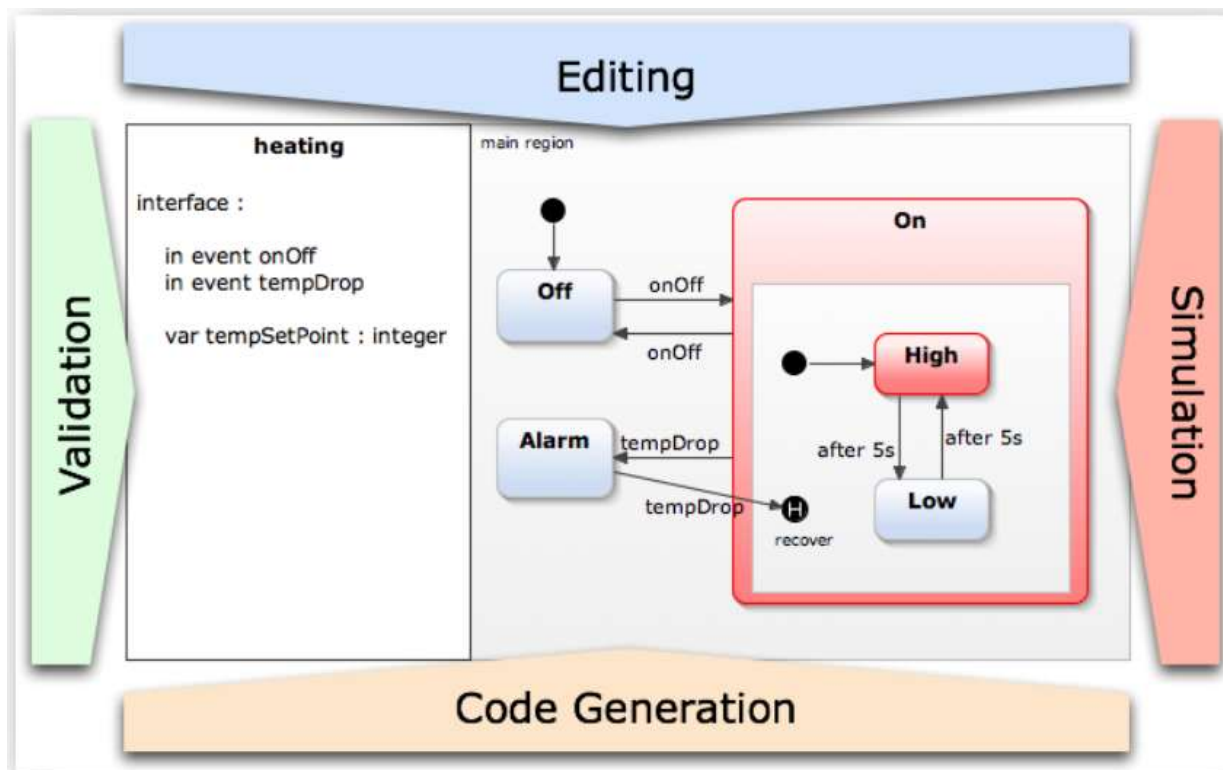 Editing
Validation
heating
interface :
in event onOff
in event tempDrop
var tempSetPoint : integer
main region
Off
onOff
onOff
Alarm
tempDrop
tempDrop
On
High
after 5s
after 5s
Low
H
recover
Simulation
Code Generation